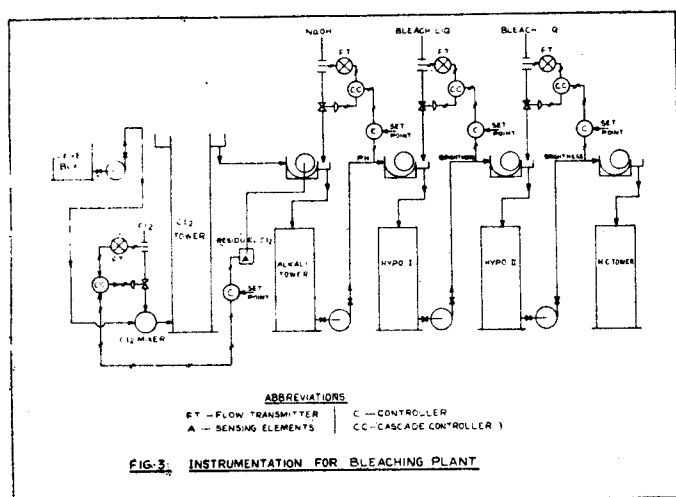 NaOH
BLEACH LIQ
BLEACH Q
FT
FT
FT
CC
CC
CC
C
SET POINT
C
SET POINT
C
SET POINT
PH
BRIGHTNESS
BRIGHTNESS
Cl2
TOWER
Cl2
FT
CC
Cl2 MIXER
RESIDUEL Cl2
A
C
SET POINT
ALKALI
TOWER
HYPO I
HYPO II
H.C TOWER
ABBREVIATIONS
FT - FLOW TRANSMITTER
C - CONTROLLER
A - SENSING ELEMENTS
CC - CASCADE CONTROLLER )
FIG·3: INSTRUMENTATION FOR BLEACHING PLANT